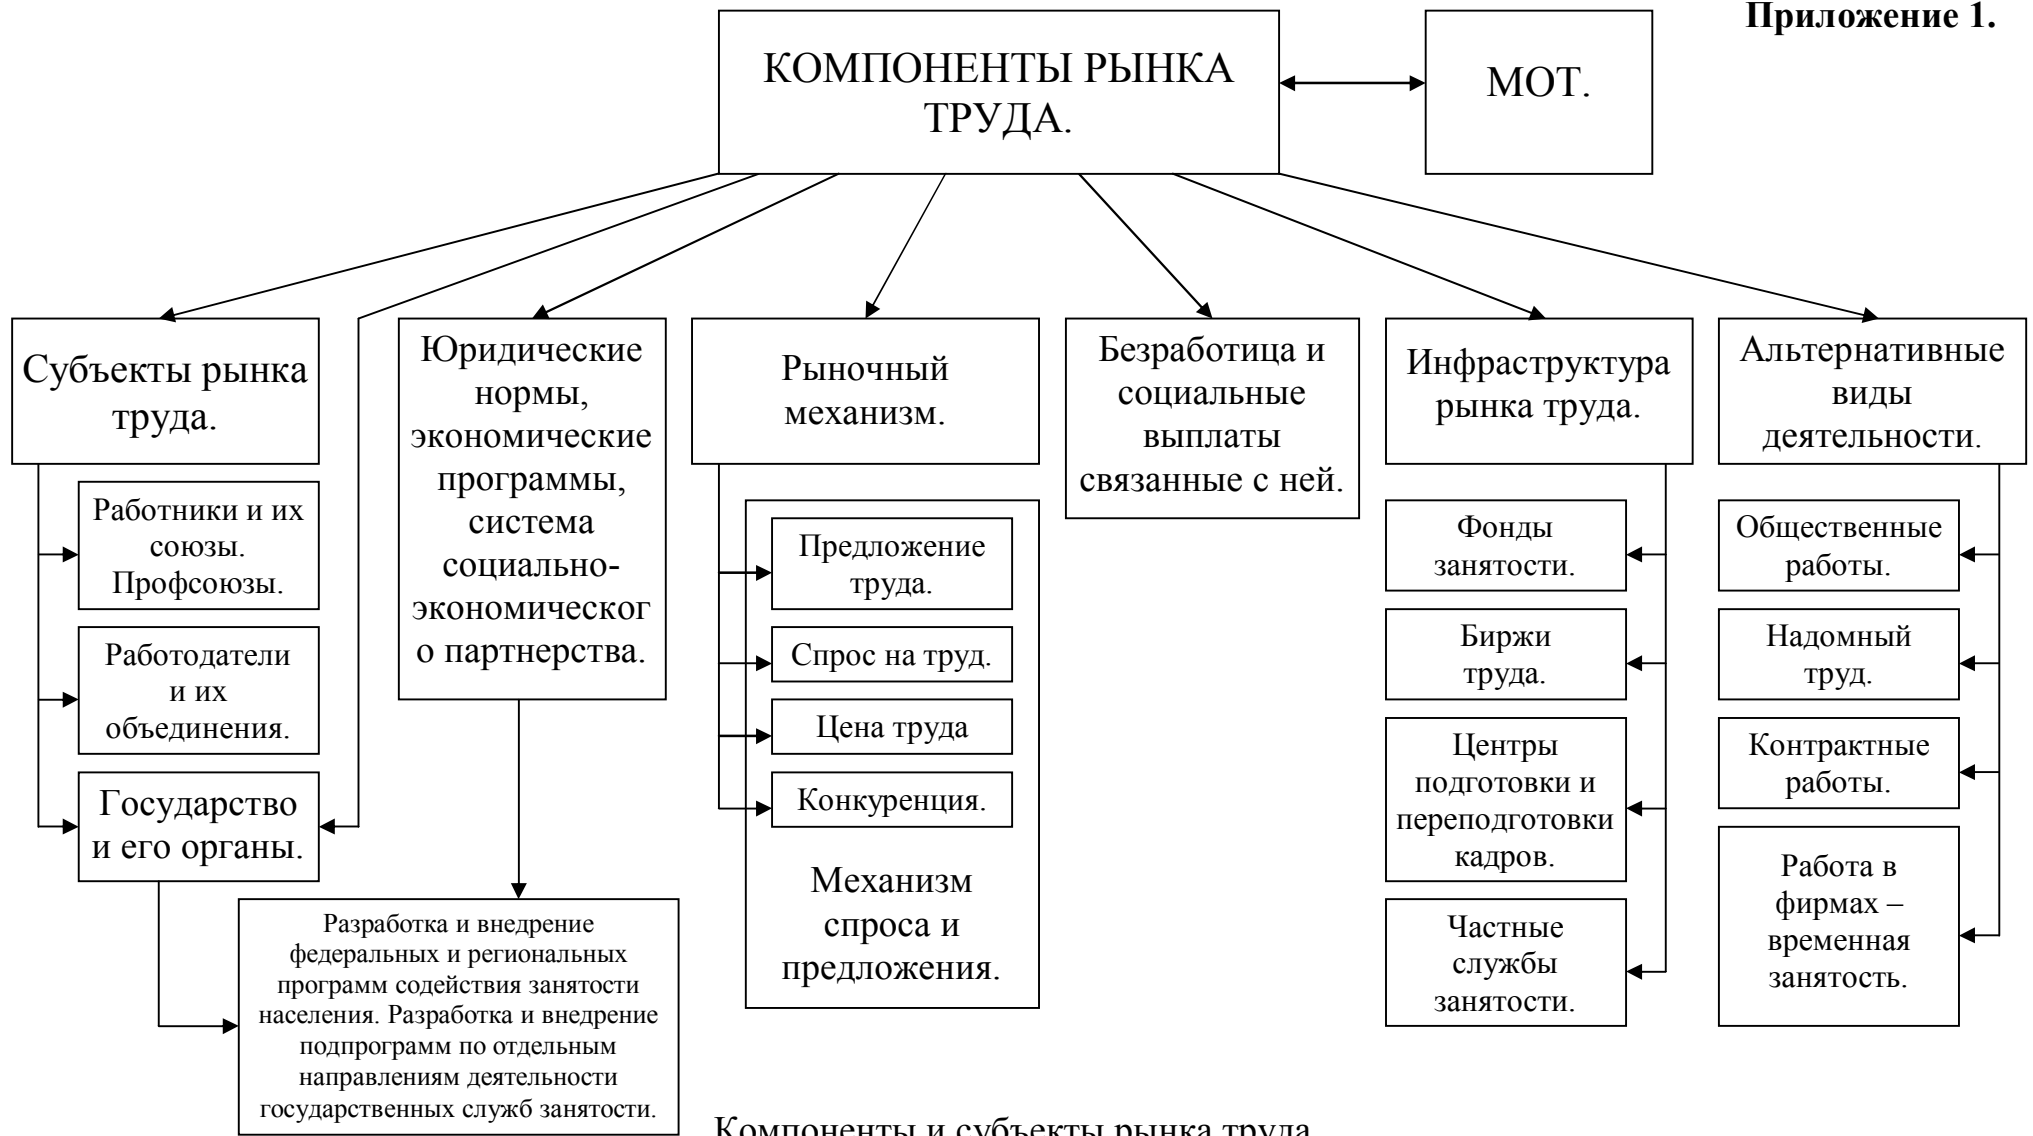 Приложение 1.
КОМПОНЕНТЫ РЫНКА
ТРУДА.
МОТ.
Субъекты рынка
труда.
Работники и их
союзы.
Профсоюзы.
Работодатели
и их
объединения.
Государство
и его органы.
Юридические
нормы,
экономические
программы,
система
социально-
экономическог
о партнерства.
Разработка и внедрение
федеральных и региональных
программ содействия занятости
населения. Разработка и внедрение
подпрограмм по отдельным
направлениям деятельности
государственных служб занятости.
Рыночный
механизм.
Предложение
труда.
Спрос на труд.
Цена труда
Конкуренция.
Механизм
спроса и
предложения.
Безработица и
социальные
выплаты
связанные с ней.
Инфраструктура
рынка труда.
Фонды
занятости.
Биржи
труда.
Центры
подготовки и
переподготовки
кадров.
Частные
службы
занятости.
Альтернативные
виды
деятельности.
Общественные
работы.
Надомный
труд.
Контрактные
работы.
Работа в
фирмах –
временная
занятость.
Компоненты и субъекты рынка труда